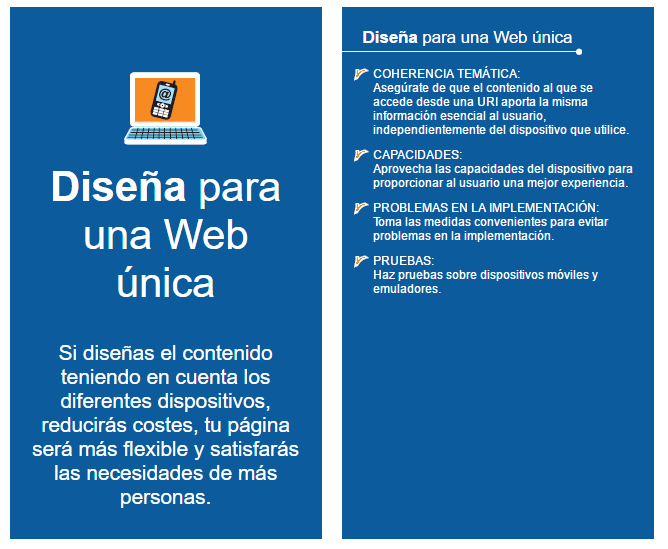 @
Diseña para
una Web
única
Si diseñas el contenido
teniendo en cuenta los
diferentes dispositivos,
reducirás costes, tu página
será más flexible y satisfarás
las necesidades de más
personas.
Diseña para una Web única
COHERENCIA TEMÁTICA:
Asegúrate de que el contenido al que se
accede desde una URI aporta la misma
información esencial al usuario,
independientemente del dispositivo que utilice.
CAPACIDADES:
Aprovecha las capacidades del dispositivo para
proporcionar al usuario una mejor experiencia.
PROBLEMAS EN LA IMPLEMENTACIÓN:
Toma las medidas convenientes para evitar
problemas en la implementación.
PRUEBAS:
Haz pruebas sobre dispositivos móviles y
emuladores.